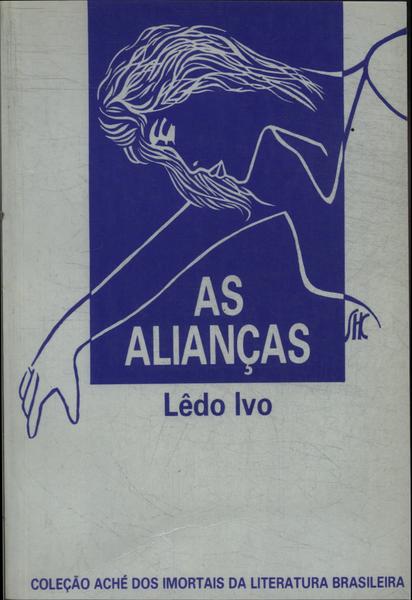 AS
ALIANÇAS
Lêdo Ivo
COLEÇÃO ACHÉ DOS IMORTAIS DA LITERATURA BRASILEIRA